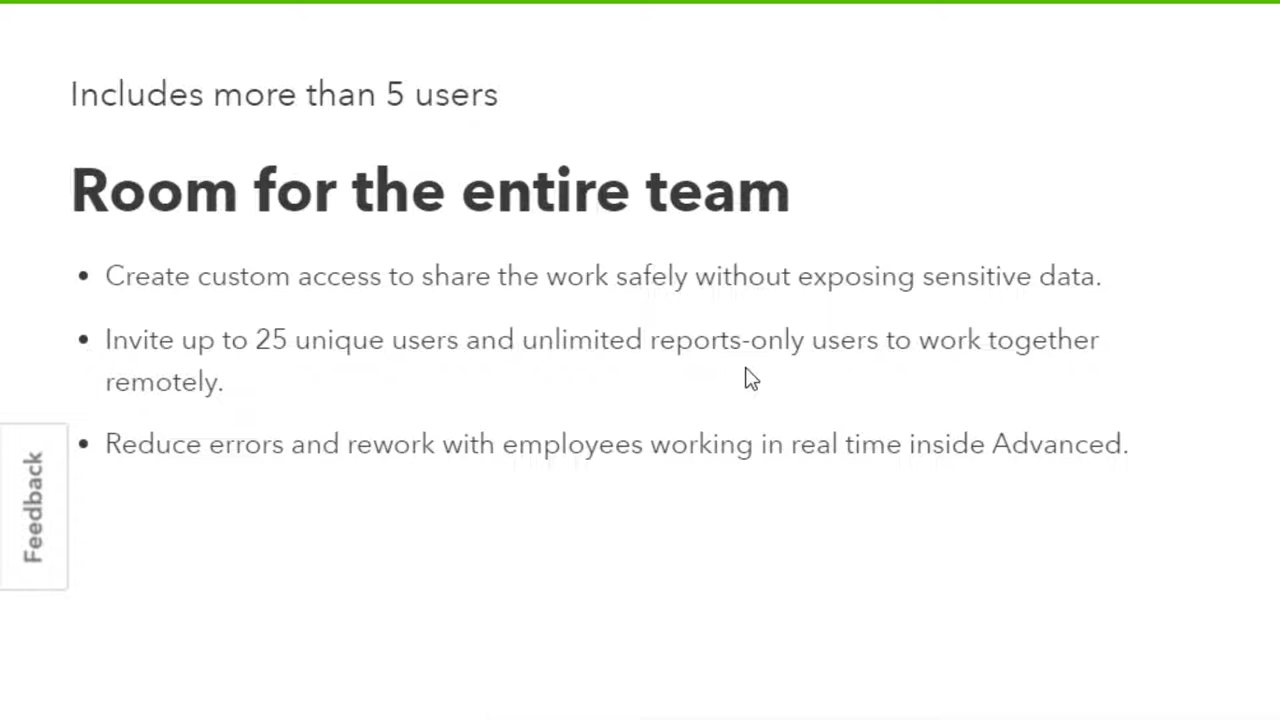 Includes more than 5 users
Room for the entire team
• Create custom access to share the work safely without exposing sensitive data.
• Invite up to 25 unique users and unlimited reports-only users to work together
remotely.
• Reduce errors and rework with employees working in real time inside Advanced.
Feedback